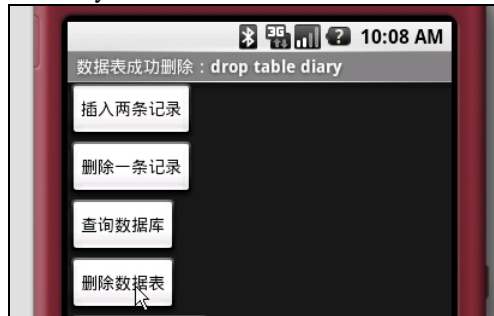 3G 10:08 AM
数据表成功删除：drop table diary
插入两条记录
删除一条记录
查询数据库
删除数据表